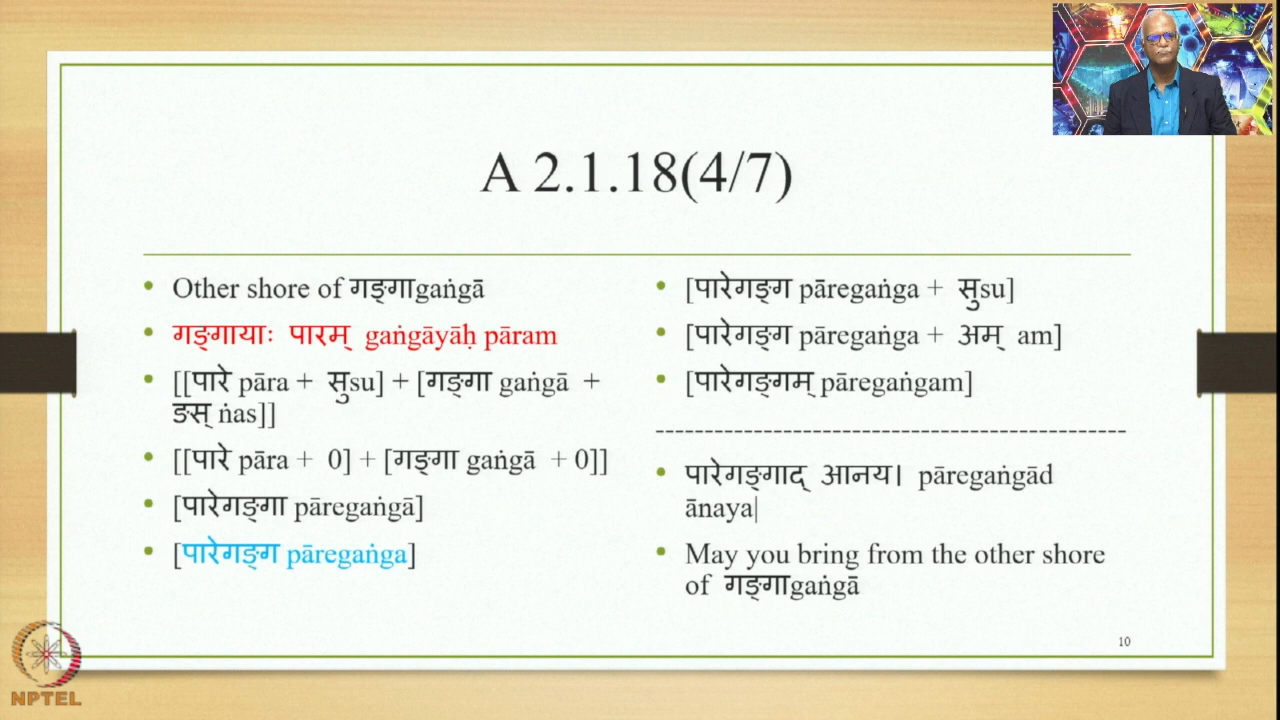 A 2.1.18(4/7)
• Other shore of गङ्गाgaṅgā
• गङ्गायाः पारम् gaṅgāyāḥ pāram
• [[पारे pāra + सुsu] + [गङ्गा gaṅgā +
ङस् ṅas]]
• [[पारे pāra + 0] + [गङ्गा gaṅgā + 0]]
• [पारेगङ्गा pāregaṅgā]
• [पारेगङ्ग pāregaṅga]
• [पारेगङ्ग pāregaṅga + सुsu]
• [पारेगङ्ग pāregaṅga + अम् am]
• [पारेगङ्गम् pāregaṅgam]
------------------------------------------------
• पारेगङ्गाद् आनय। pāregaṅgād
ānaya|
• May you bring from the other shore
of गङ्गाgaṅgā
10
NPTEL